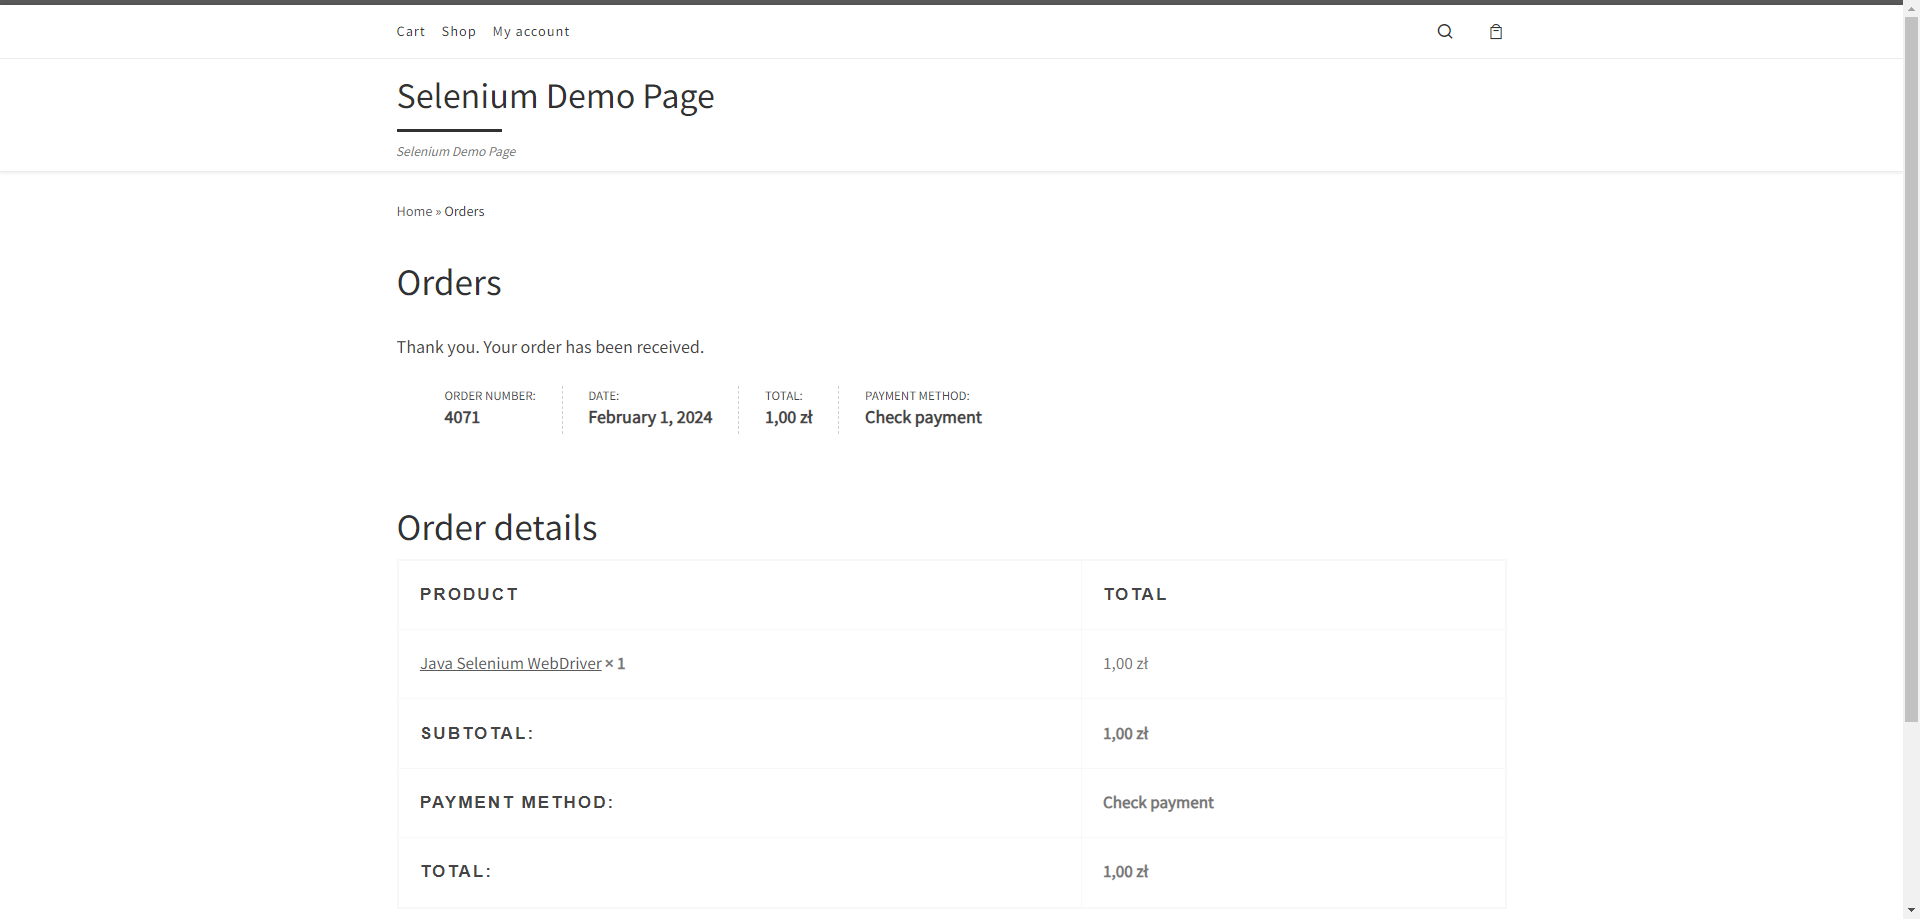 Cart Shop My account
Selenium Demo Page
Selenium Demo Page
Home » Orders
Orders
Thank you. Your order has been received.
ORDER NUMBER: DATE: TOTAL: PAYMENT METHOD:
4071 February 1, 2024 1,00 zł Check payment
Order details
PRODUCT TOTAL
Java Selenium WebDriver × 1 1,00 zł
SUBTOTAL: 1,00 zł
PAYMENT METHOD: Check payment
TOTAL: 1,00 zł